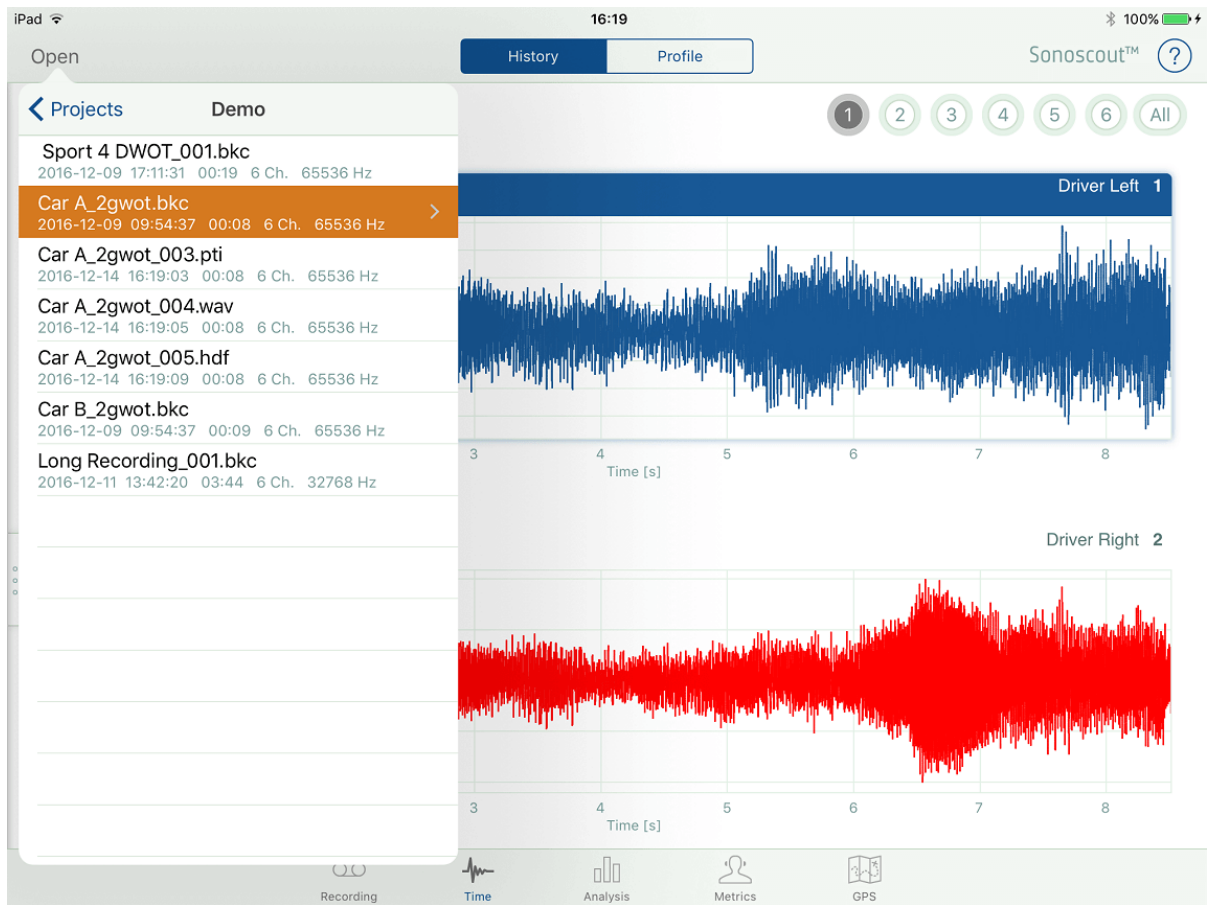 iPad 16:19 100%
Open History Profile Sonoscout™ ?
Projects Demo
1 2 3 4 5 6 All
Sport 4 DWOT_001.bkc
2016-12-09 17:11:31 00:19 6 Ch. 65536 Hz
Car A_2gwot.bkc
2016-12-09 09:54:37 00:08 6 Ch. 65536 Hz
Car A_2gwot_003.pti
2016-12-14 16:19:03 00:08 6 Ch. 65536 Hz
Car A_2gwot_004.wav
2016-12-14 16:19:05 00:08 6 Ch. 65536 Hz
Car A_2gwot_005.hdf
2016-12-14 16:19:09 00:08 6 Ch. 65536 Hz
Car B_2gwot.bkc
2016-12-09 09:54:37 00:09 6 Ch. 65536 Hz
Long Recording_001.bkc
2016-12-11 13:42:20 03:44 6 Ch. 32768 Hz
Driver Left 1
3 4 5 6 7 8
Time [s]
Driver Right 2
3 4 5 6 7 8
Time [s]
Recording Time Analysis Metrics GPS